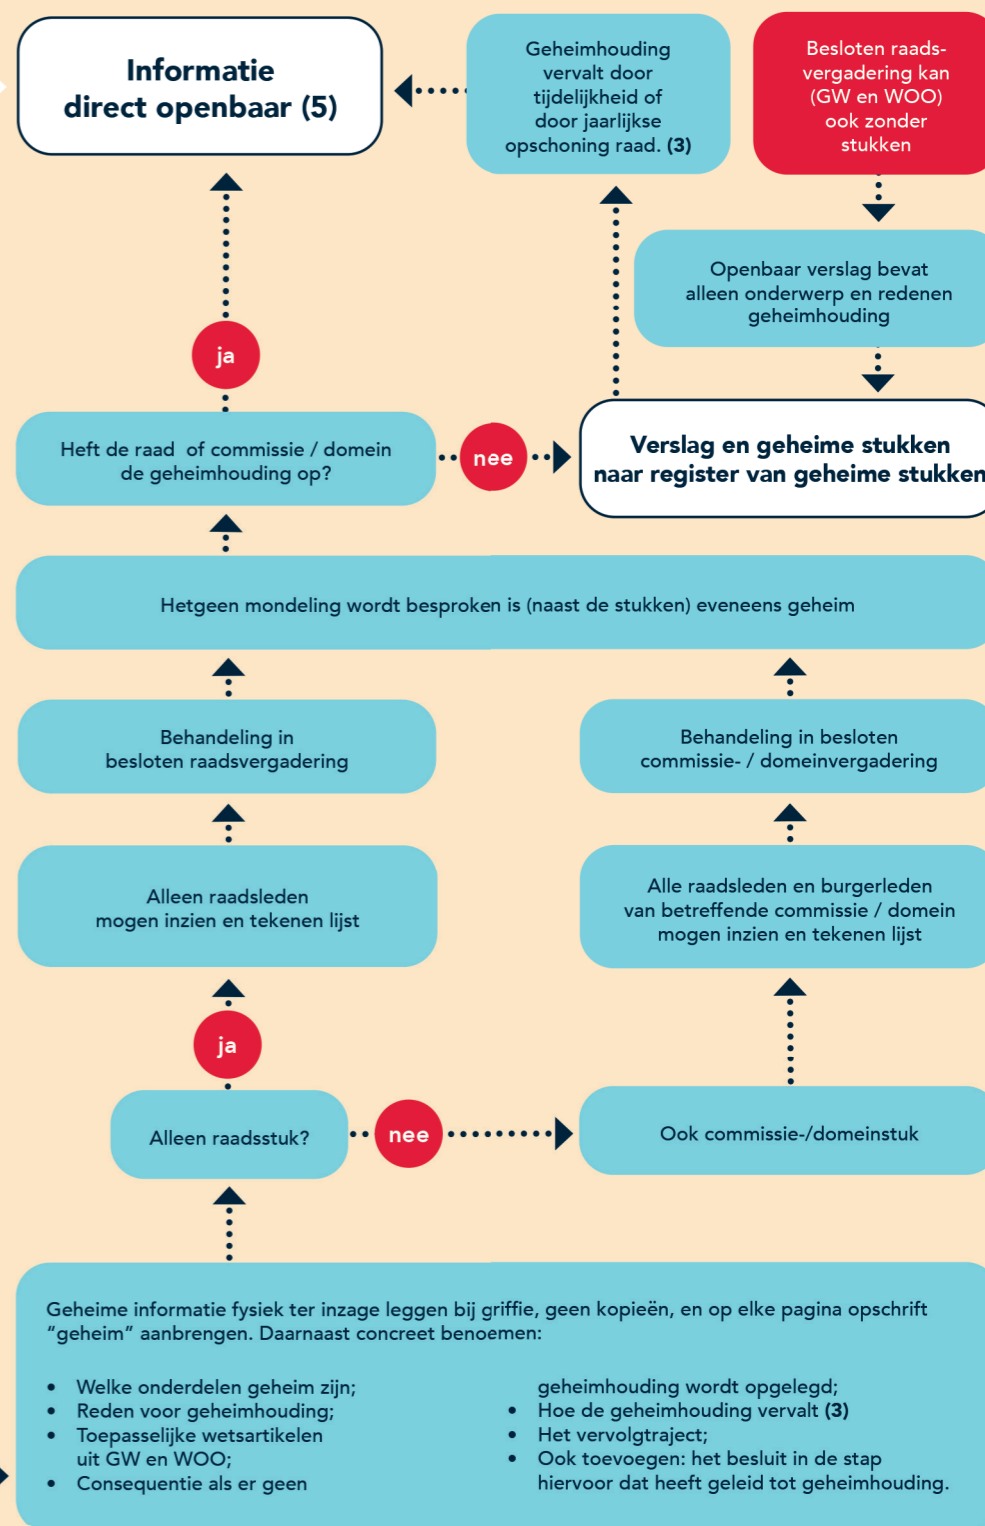 Informatie
direct openbaar (5)
Geheimhouding
vervalt door
tijdelijkheid of
door jaarlijkse
opschoning raad. (3)
Besloten raads-
vergadering kan
(GW en WOO)
ook zonder
stukken
Openbaar verslag bevat
alleen onderwerp en redenen
geheimhouding
ja
Heft de raad of commissie / domein
de geheimhouding op?
nee
Verslag en geheime stukken
naar register van geheime stukken
Hetgeen mondeling wordt besproken is (naast de stukken) eveneens geheim
Behandeling in
besloten raadsvergadering
Behandeling in besloten
commissie- / domeinvergadering
Alleen raadsleden
mogen inzien en tekenen lijst
Alle raadsleden en burgerleden
van betreffende commissie / domein
mogen inzien en tekenen lijst
ja
Alleen raadsstuk?
nee
Ook commissie-/domeinstuk
Geheime informatie fysiek ter inzage leggen bij griffie, geen kopieën, en op elke pagina opschrift
“geheim” aanbrengen. Daarnaast concreet benoemen:
• Welke onderdelen geheim zijn;
• Reden voor geheimhouding;
• Toepasselijke wetsartikelen
uit GW en WOO;
• Consequentie als er geen
geheimhouding wordt opgelegd;
• Hoe de geheimhouding vervalt (3)
• Het vervolgtraject;
• Ook toevoegen: het besluit in de stap
hiervoor dat heeft geleid tot geheimhouding.